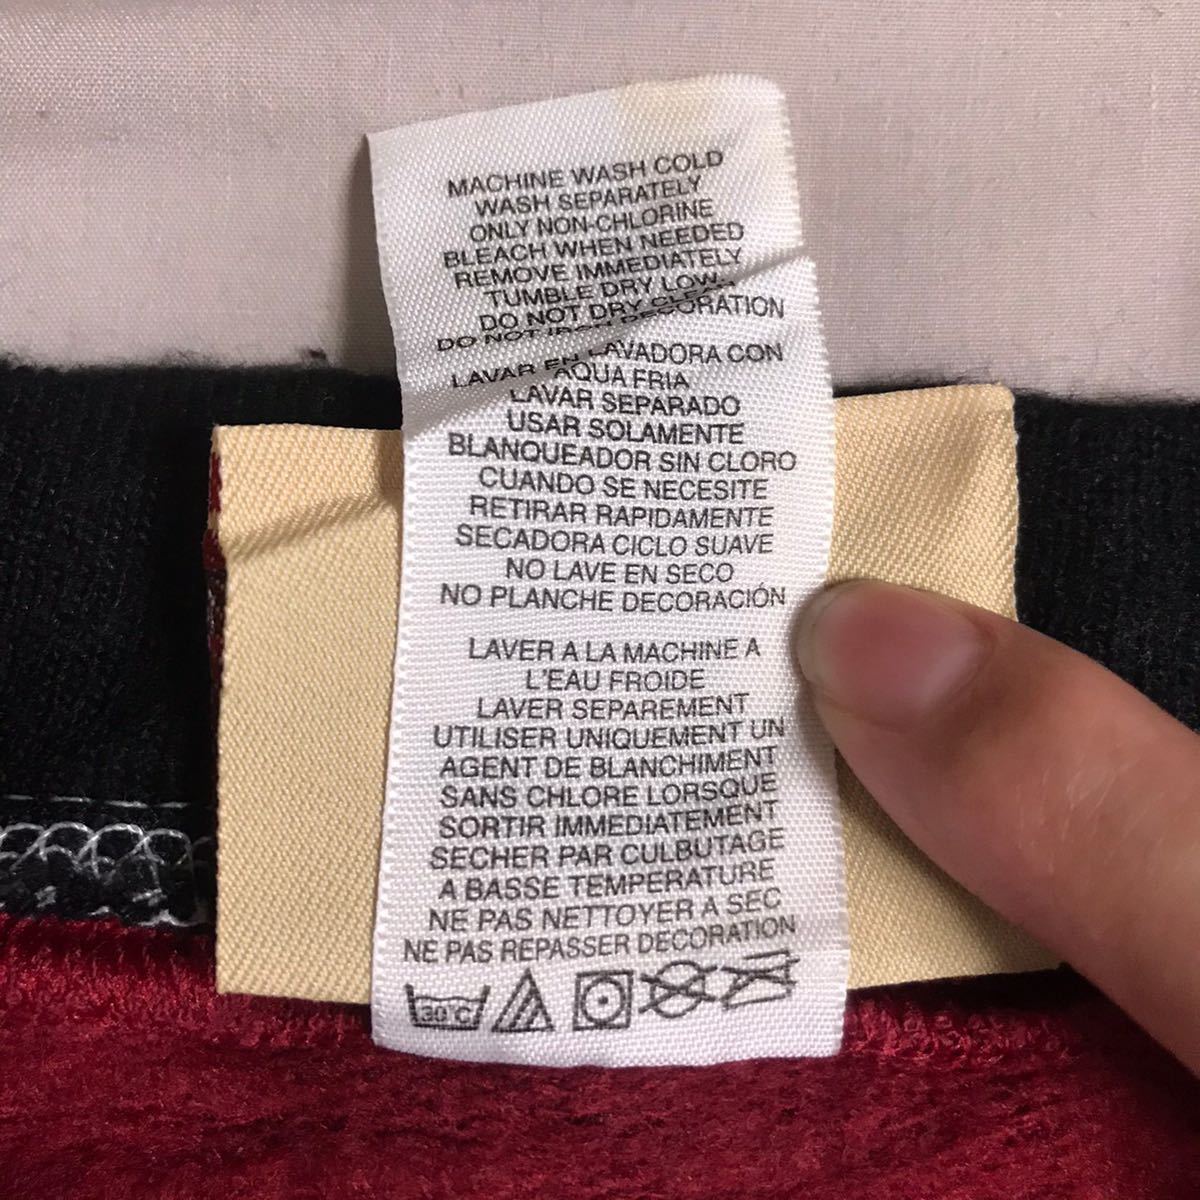 MACHINE WASH COLD
WASH SEPARATELY
ONLY NON-CHLORINE
BLEACH WHEN NEEDED
REMOVE IMMEDIATELY
TUMBLE DRY LOW
DO NOT DRY CLEAN
DO NOT IRON DECORATION
LAVAR EN LAVADORA CON
AQUA FRIA
LAVAR SEPARADO
USAR SOLAMENTE
BLANQUEADOR SIN CLORO
CUANDO SE NECESITE
RETIRAR RAPIDAMENTE
SECADORA CICLO SUAVE
NO LAVE EN SECO
NO PLANCHE DECORACIÓN
LAVER A LA MACHINE A
L'EAU FROIDE
LAVER SEPAREMENT
UTILISER UNIQUEMENT UN
AGENT DE BLANCHIMENT
SANS CHLORE LORSQUE
SORTIR IMMEDIATEMENT
SECHER PAR CULBUTAGE
A BASSE TEMPERATURE
NE PAS NETTOYER A SEC
NE PAS REPASSER DECORATION
30°C